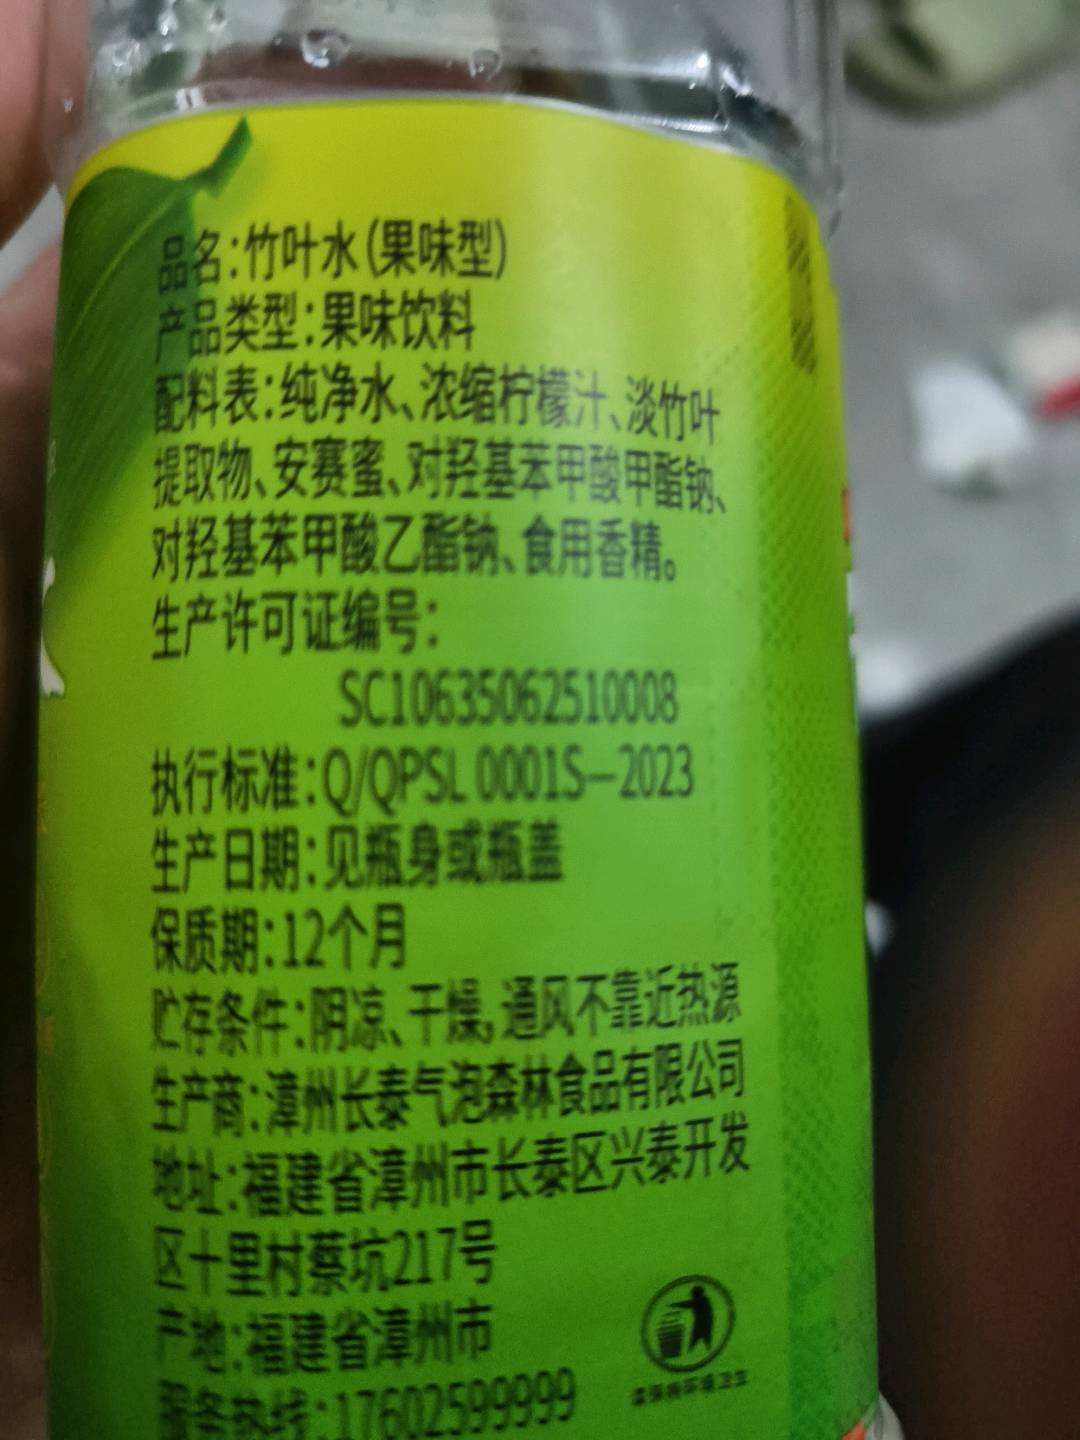 品名:竹叶水(果味型)
产品类型:果味饮料
配料表:纯净水、浓缩柠檬汁、淡竹叶
提取物、安赛蜜、对羟基苯甲酸甲酯钠、
对羟基苯甲酸乙酯钠、食用香精。
生产许可证编号:
SC10635062510008
执行标准:Q/QPSL 0001S—2023
生产日期:见瓶身或瓶盖
保质期:12个月
贮存条件:阴凉、干燥,通风不靠近热源
生产商:漳州长泰气泡森林食品有限公司
地址:福建省漳州市长泰区兴泰开发
区十里村蔡坑217号
产地:福建省漳州市
服务热线:17602599999